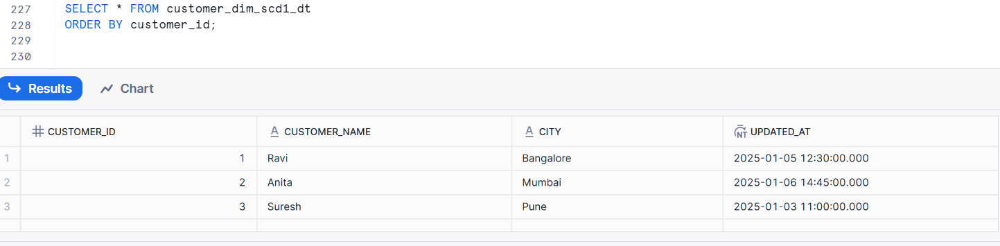 227 SELECT * FROM customer_dim_scd1_dt
228 ORDER BY customer_id;
229
230
Results Chart
# CUSTOMER_ID A CUSTOMER_NAME A CITY NT UPDATED_AT
1 1 Ravi Bangalore 2025-01-05 12:30:00.000
2 2 Anita Mumbai 2025-01-06 14:45:00.000
3 3 Suresh Pune 2025-01-03 11:00:00.000